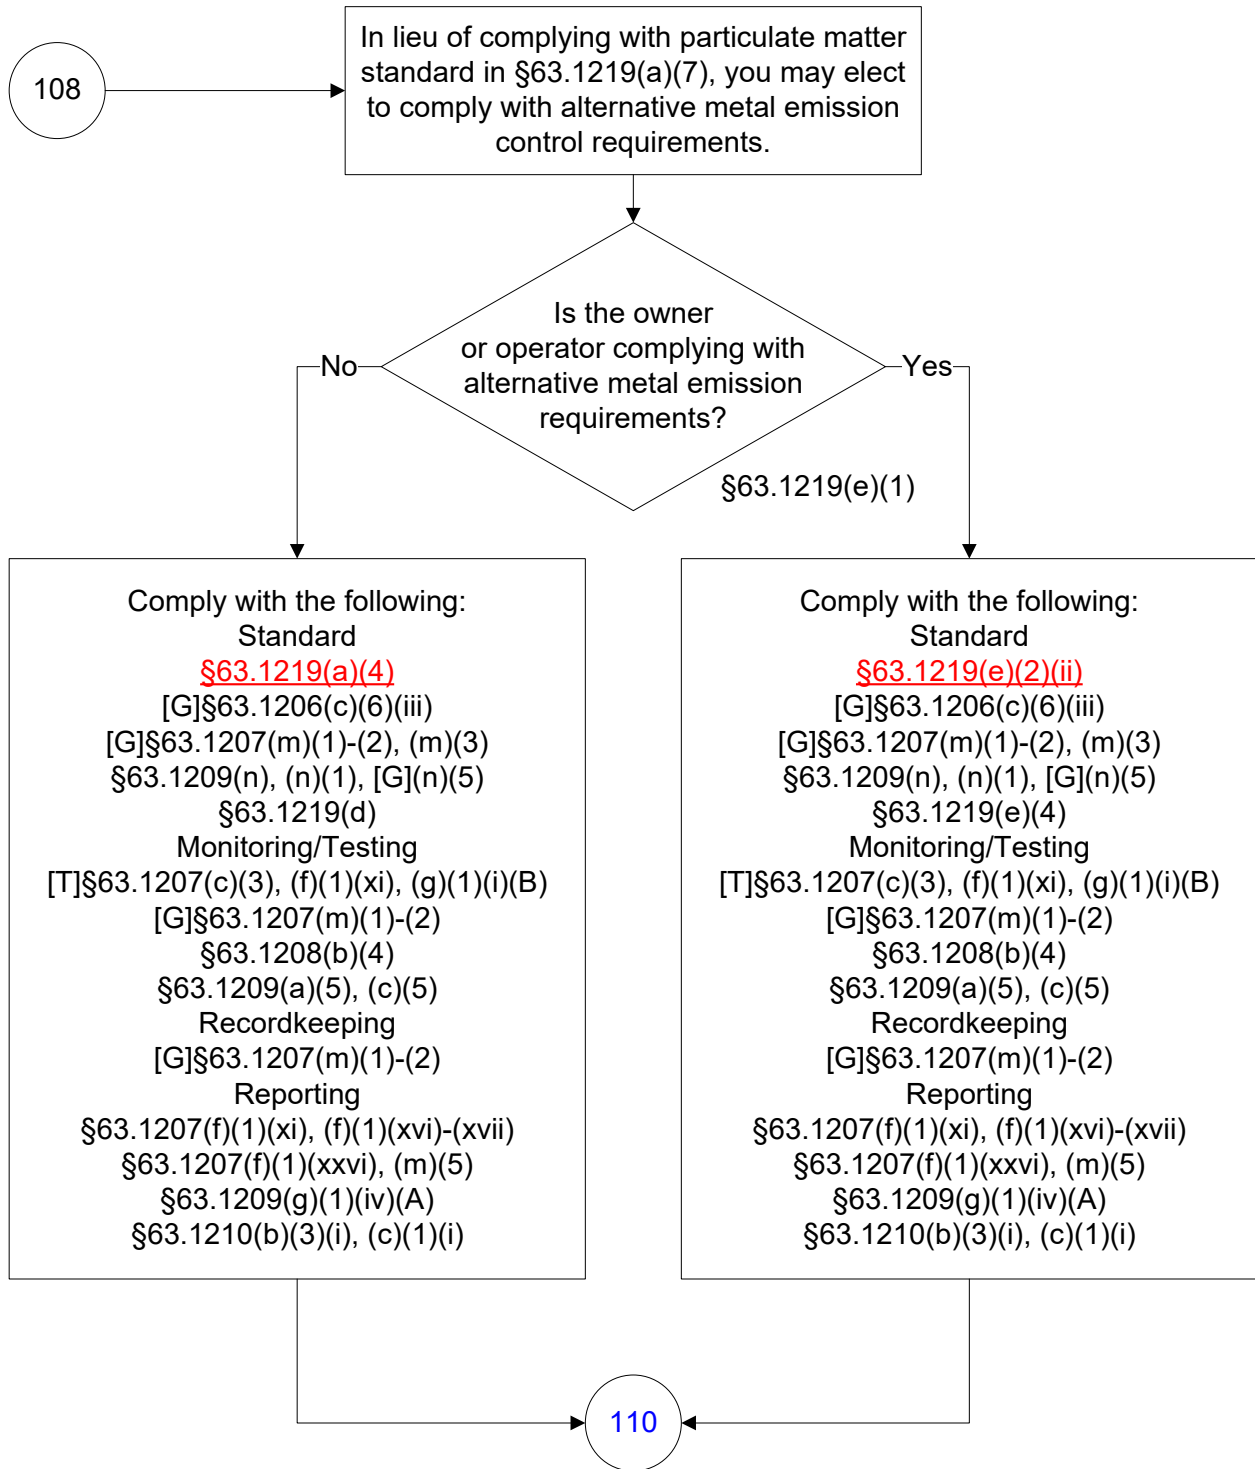 108
In lieu of complying with particulate matter
standard in §63.1219(a)(7), you may elect
to comply with alternative metal emission
control requirements.
Is the owner
or operator complying with
alternative metal emission
requirements?
No
Yes
§63.1219(e)(1)
Comply with the following:
Standard
§63.1219(a)(4)
[G]§63.1206(c)(6)(iii)
[G]§63.1207(m)(1)-(2), (m)(3)
§63.1209(n), (n)(1), [G](n)(5)
§63.1219(d)
Monitoring/Testing
[T]§63.1207(c)(3), (f)(1)(xi), (g)(1)(i)(B)
[G]§63.1207(m)(1)-(2)
§63.1208(b)(4)
§63.1209(a)(5), (c)(5)
Recordkeeping
[G]§63.1207(m)(1)-(2)
Reporting
§63.1207(f)(1)(xi), (f)(1)(xvi)-(xvii)
§63.1207(f)(1)(xxvi), (m)(5)
§63.1209(g)(1)(iv)(A)
§63.1210(b)(3)(i), (c)(1)(i)
Comply with the following:
Standard
§63.1219(e)(2)(ii)
[G]§63.1206(c)(6)(iii)
[G]§63.1207(m)(1)-(2), (m)(3)
§63.1209(n), (n)(1), [G](n)(5)
§63.1219(e)(4)
Monitoring/Testing
[T]§63.1207(c)(3), (f)(1)(xi), (g)(1)(i)(B)
[G]§63.1207(m)(1)-(2)
§63.1208(b)(4)
§63.1209(a)(5), (c)(5)
Recordkeeping
[G]§63.1207(m)(1)-(2)
Reporting
§63.1207(f)(1)(xi), (f)(1)(xvi)-(xvii)
§63.1207(f)(1)(xxvi), (m)(5)
§63.1209(g)(1)(iv)(A)
§63.1210(b)(3)(i), (c)(1)(i)
110